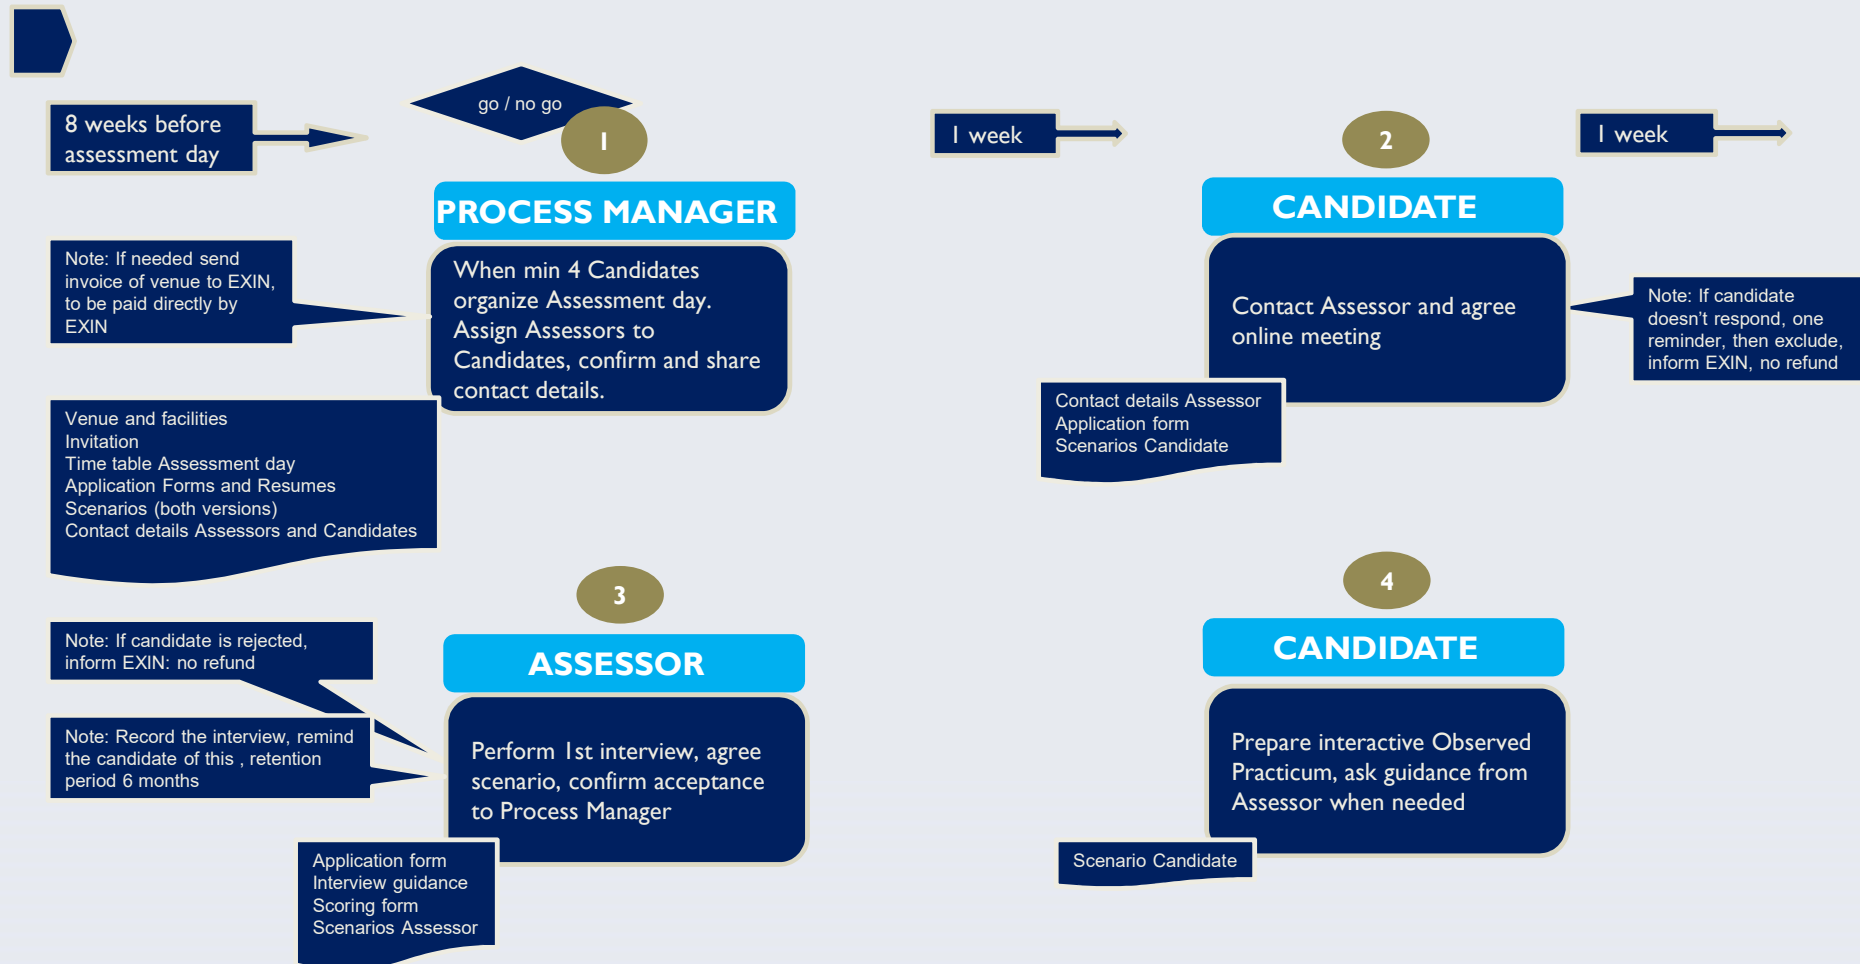 8 weeks before
assessment day
go / no go
1
PROCESS MANAGER
When min 4 Candidates
organize Assessment day.
Assign Assessors to
Candidates, confirm and share
contact details.
Note: If needed send
invoice of venue to EXIN,
to be paid directly by
EXIN
Venue and facilities
Invitation
Time table Assessment day
Application Forms and Resumes
Scenarios (both versions)
Contact details Assessors and Candidates
1 week
2
CANDIDATE
Contact Assessor and agree
online meeting
1 week
Note: If candidate
doesn't respond, one
reminder, then exclude,
inform EXIN, no refund
Contact details Assessor
Application form
Scenarios Candidate
3
ASSESSOR
Perform 1st interview, agree
scenario, confirm acceptance
to Process Manager
Note: If candidate is rejected,
inform EXIN: no refund
Note: Record the interview, remind
the candidate of this , retention
period 6 months
Application form
Interview guidance
Scoring form
Scenarios Assessor
4
CANDIDATE
Prepare interactive Observed
Practicum, ask guidance from
Assessor when needed
Scenario Candidate